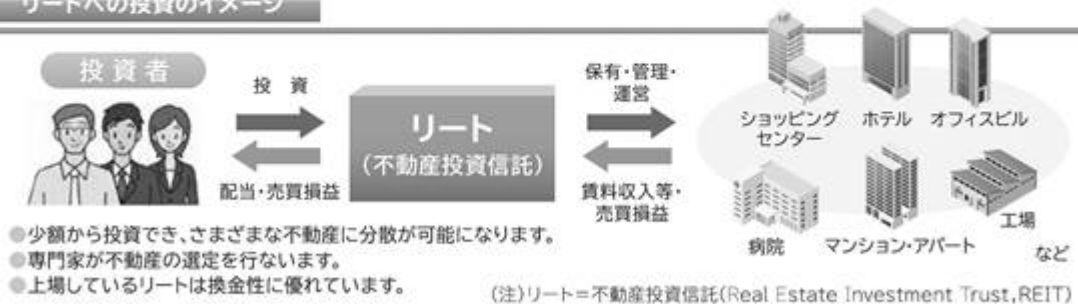 リートへの投資のイメージ
投資者
投　資
配当・売買損益
リート
(不動産投資信託)
保有・管理・
運営
賃料収入等・
売買損益
ショッピング
センター
ホテル
オフィスビル
病院
マンション・アパート
工場
など
●少額から投資でき、さまざまな不動産に分散が可能になります。
●専門家が不動産の選定を行ないます。
●上場しているリートは換金性に優れています。
(注)リート=不動産投資信託(Real Estate Investment Trust,REIT)